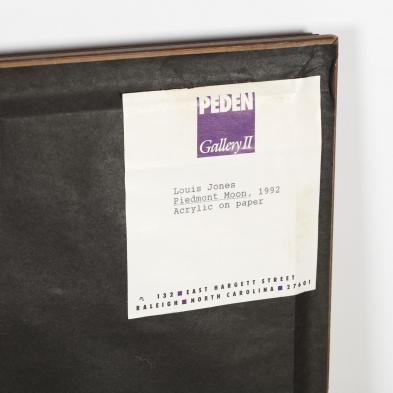 PEDEN
Gallery II
Louis Jones
Piedmont Moon, 1992
Acrylic on paper
132 ■ EAST HARGETT STREET
RALEIGH ■ NORTH CAROLINA ■ 27601